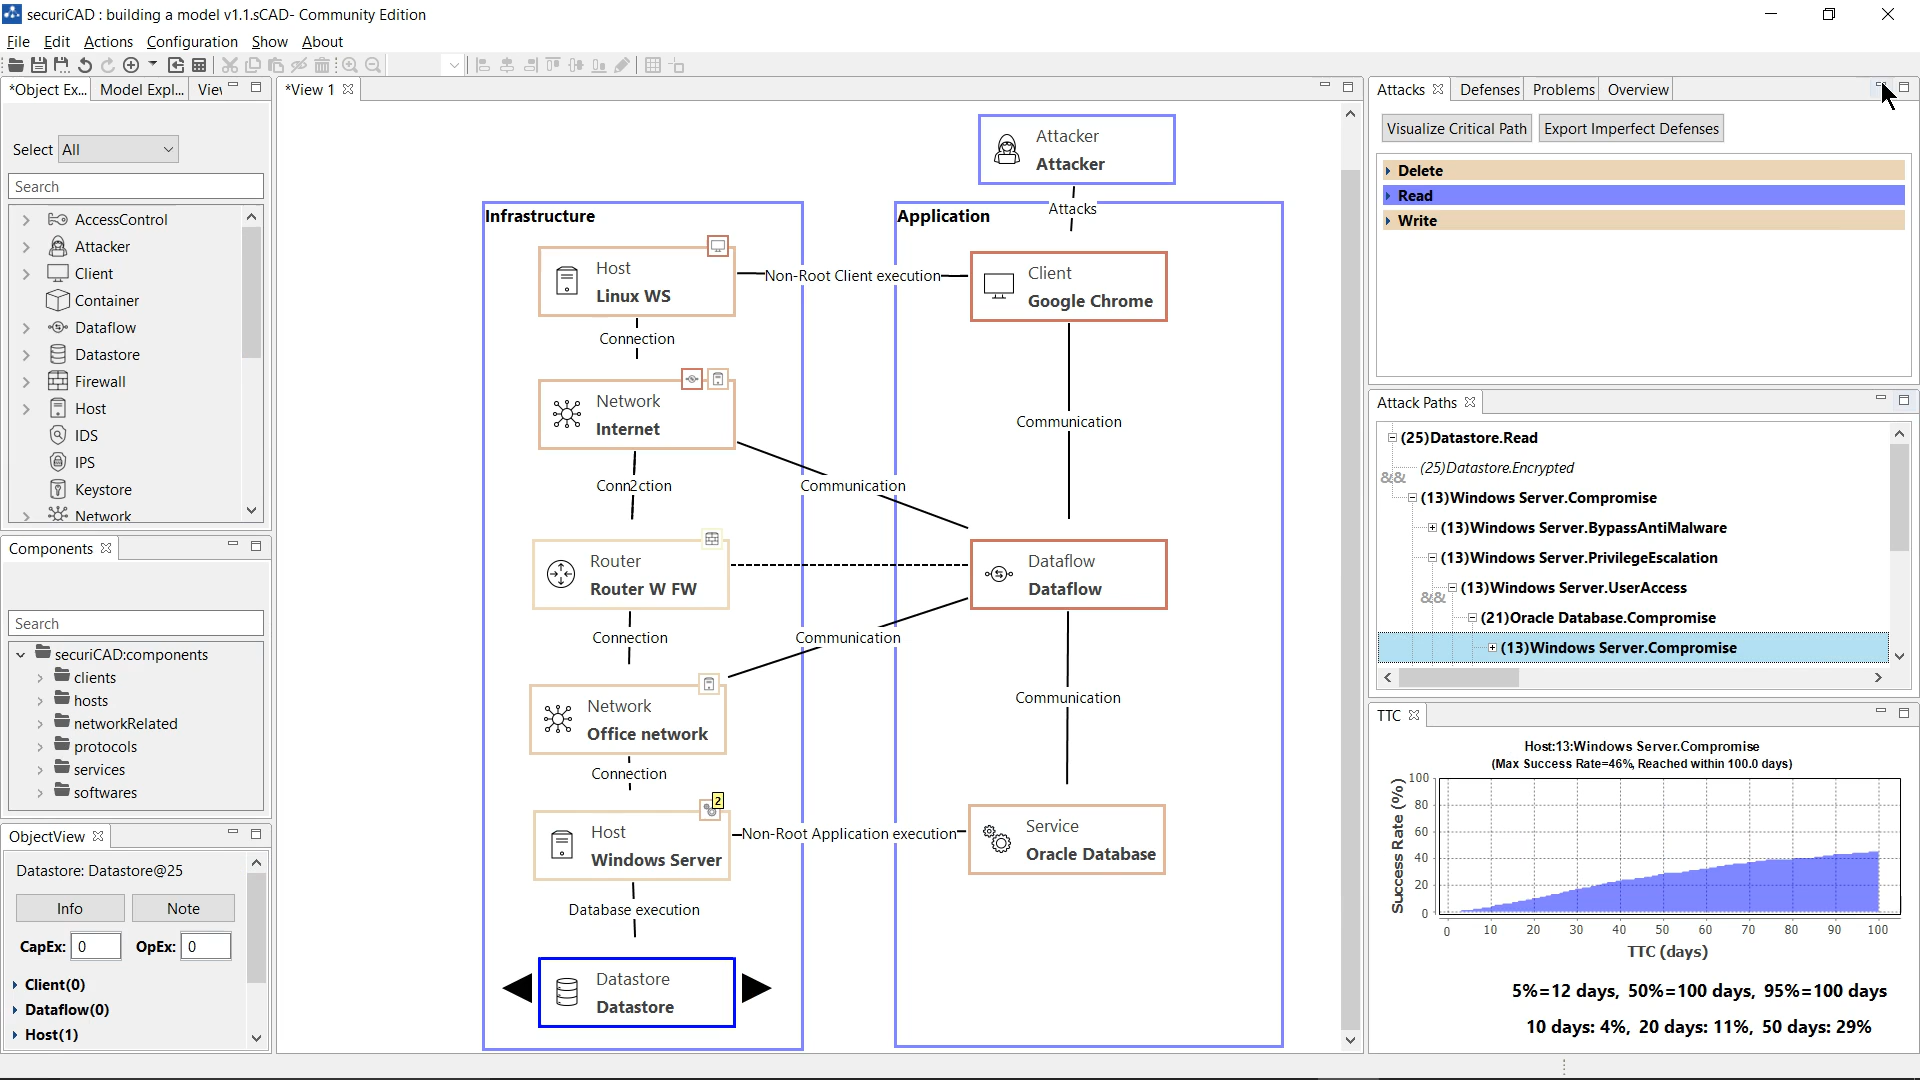 securiCAD : building a model v1.1.sCAD- Community Edition
File Edit Actions Configuration Show About
*Object Ex... Model Expl... Viev
Select All
Search
AccessControl
Attacker
Client
Container
Dataflow
Datastore
Firewall
Host
IDS
IPS
Keystore
Network
Components
Search
securiCAD:components
clients
hosts
networkRelated
protocols
services
softwares
ObjectView
Datastore: Datastore@25
Info Note
CapEx: 0 OpEx: 0
Client(0)
Dataflow(0)
Host(1)
*View 1
Attacker
Attacker
Attacks
Infrastructure
Application
Host
Linux WS
Non-Root Client execution
Client
Google Chrome
Connection
Network
Internet
Communication
Conn2ction
Communication
Router
Router W FW
Dataflow
Dataflow
Connection
Communication
Network
Office network
Communication
Connection
2
Host
Windows Server
Non-Root Application execution
Service
Oracle Database
Database execution
Datastore
Datastore
Attacks Defenses Problems Overview
Visualize Critical Path Export Imperfect Defenses
Delete
Read
Write
Attack Paths
(25)Datastore.Read
(25)Datastore.Encrypted
&&
(13)Windows Server.Compromise
(13)Windows Server.BypassAntiMalware
(13)Windows Server.PrivilegeEscalation
(13)Windows Server.UserAccess
&&
(21)Oracle Database.Compromise
(13)Windows Server.Compromise
TTC
Host:13:Windows Server.Compromise
(Max Success Rate=46%, Reached within 100.0 days)
Success Rate (%)
100
80
60
40
20
0
0 10 20 30 40 50 60 70 80 90 100
TTC (days)
5%=12 days, 50%=100 days, 95%=100 days
10 days: 4%, 20 days: 11%, 50 days: 29%